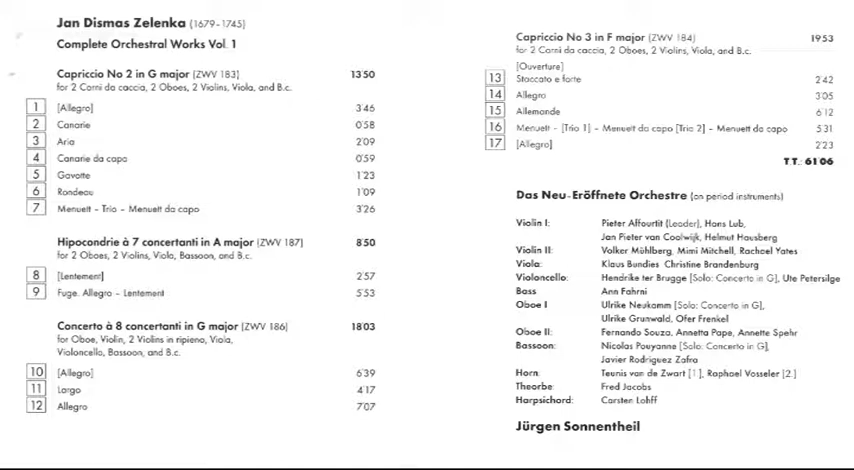 Jan Dismas Zelenka (1679-1745)
Complete Orchestral Works Vol. 1
Capriccio No 2 in G major (ZWV 183) 13'50
for 2 Corni da caccia, 2 Oboes, 2 Violins, Viola, and B.c.
1 [Allegro] 3'46
2 Canarie 0'58
3 Aria 2'09
4 Canarie da capo 0'59
5 Gavotte 1'23
6 Rondeau 1'09
7 Menuett - Trio - Menuett da capo 3'26
Hipocondrie à 7 concertanti in A major (ZWV 187) 8'50
for 2 Oboes, 2 Violins, Viola, Bassoon, and B.c.
8 [Lentement] 2'57
9 Fuge. Allegro - Lentement 5'53
Concerto à 8 concertanti in G major (ZWV 186) 18'03
for Oboe, Violin, 2 Violins in ripieno, Viola,
Violoncello, Bassoon, and B.c.
10 [Allegro] 6'39
11 Largo 4'17
12 Allegro 7'07
Capriccio No 3 in F major (ZWV 184) 19'53
for 2 Corni da caccia, 2 Oboes, 2 Violins, Viola, and B.c.
[Ouverture]
13 Staccato e forte 2'42
14 Allegro 3'05
15 Allemande 6'12
16 Menuett - [Trio 1] - Menuett da capo [Trio 2] - Menuett da capo 5'31
17 [Allegro] 2'23
T.T.: 61'06
Das Neu-Eröffnete Orchestre (on period instruments)
Violin I: Pieter Affourtit (Leader), Hans Lub,
Jan Pieter van Coolwijk, Helmut Hausberg
Violin II: Volker Mühlberg, Mimi Mitchell, Rachael Yates
Viola: Klaus Bundies Christine Brandenburg
Violoncello: Hendrike ter Brugge [Solo: Concerto in G], Ute Petersilge
Bass Ann Fahrni
Oboe I Ulrike Neukamm [Solo: Concerto in G],
Ulrike Grunwald, Ofer Frenkel
Oboe II: Fernando Souza, Annetta Pape, Annette Spehr
Bassoon: Nicolas Pouyanne [Solo: Concerto in G],
Javier Rodriguez Zafra
Horn: Teunis van de Zwart [1.], Raphael Vosseler [2.]
Theorbe: Fred Jacobs
Harpsichord: Carsten Lohff
Jürgen Sonnentheil